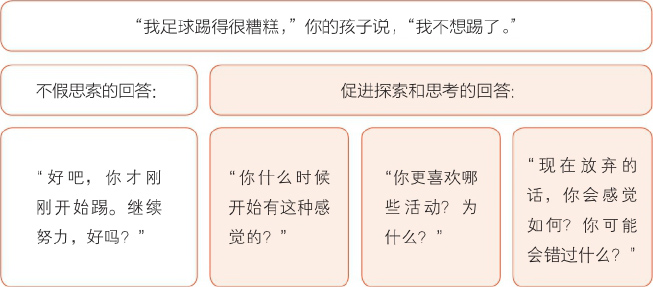 “我足球踢得很糟糕，”你的孩子说，“我不想踢了。”
不假思索的回答：
促进探索和思考的回答：
“好吧，你才刚
刚开始踢。继续
努力，好吗？”
“你什么时候
开始有这种感
觉的？”
“你更喜欢哪
些活动？为
什么？”
“现在放弃的
话，你会感觉
如何？你可能
会错过什么？”